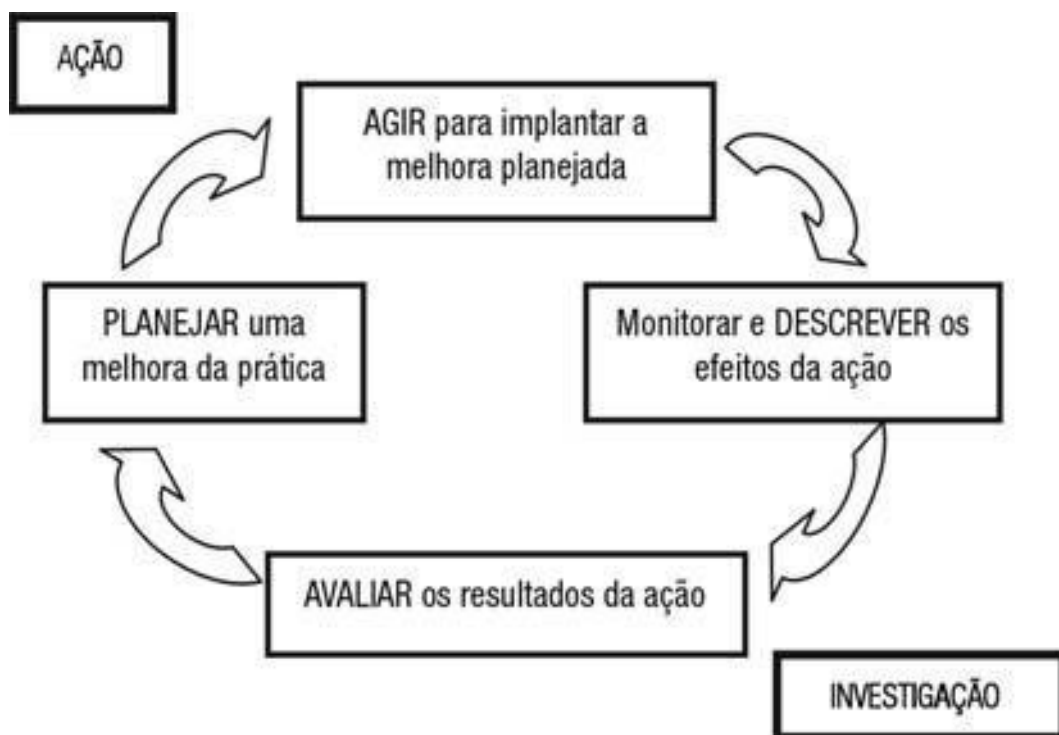 AÇÃO
AGIR para implantar a
melhora planejada
PLANEJAR uma
melhora da prática
Monitorar e DESCREVER os
efeitos da ação
AVALIAR os resultados da ação
INVESTIGAÇÃO